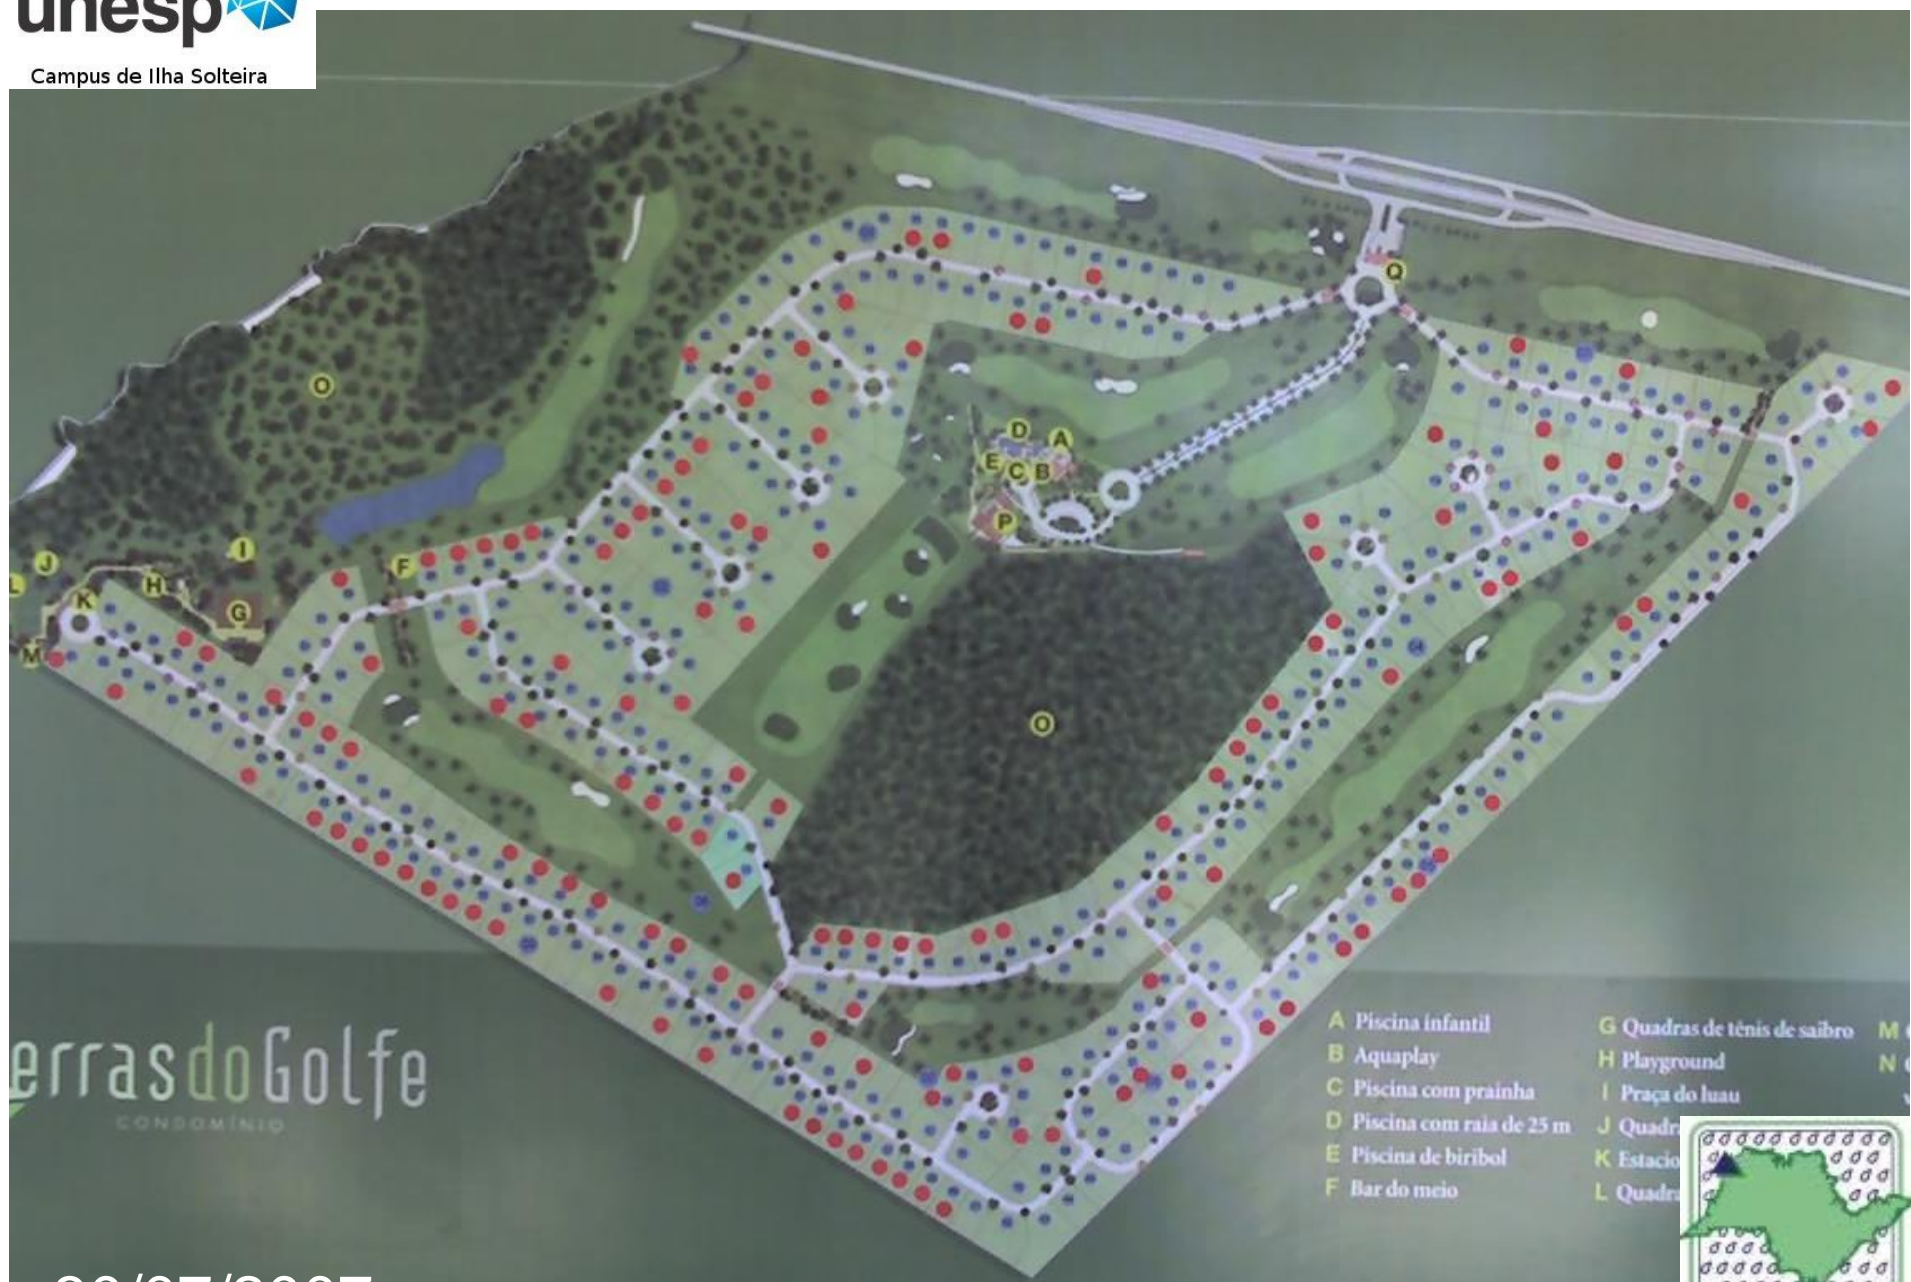 unesp
Campus de Ilha Solteira
O
D
A
E
C
B
P
Q
O
J
I
L
F
H
K
G
M
errasdoGolfe
CONDOMÍNIO
A Piscina infantil
B Aquaplay
C Piscina com prainha
D Piscina com raia de 25 m
E Piscina de biribol
F Bar do meio
G Quadras de tênis de saibro
H Playground
I Praça do luau
J Quadr
K Estacio
L Quadra
M
N